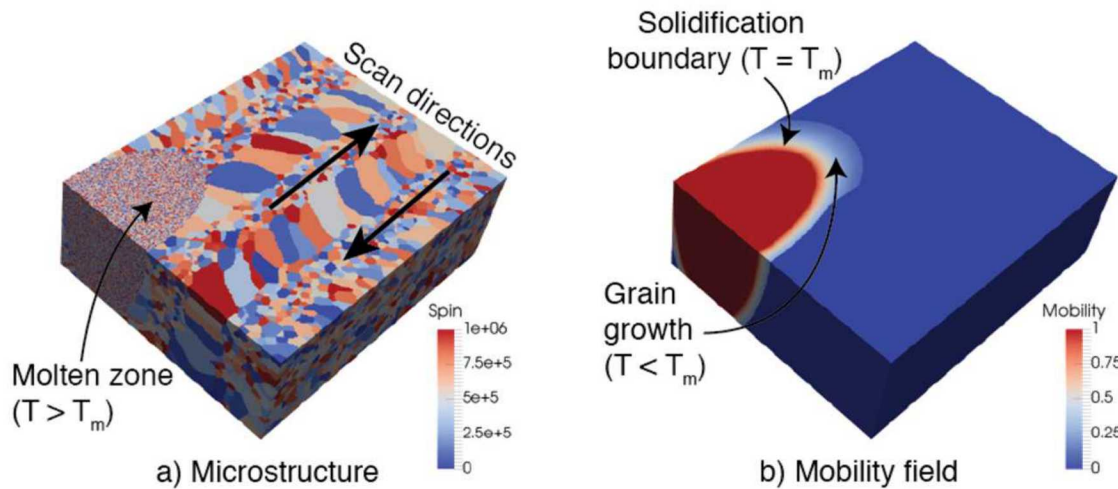 Scan directions
Spin
1e+06
7.5e+5
5e+5
2.5e+5
0
Molten zone
(T > Tₘ)
a) Microstructure
Solidification
boundary (T = Tₘ)
Grain
growth
(T < Tₘ)
Mobility
1
0.75
0.5
0.25
0
b) Mobility field